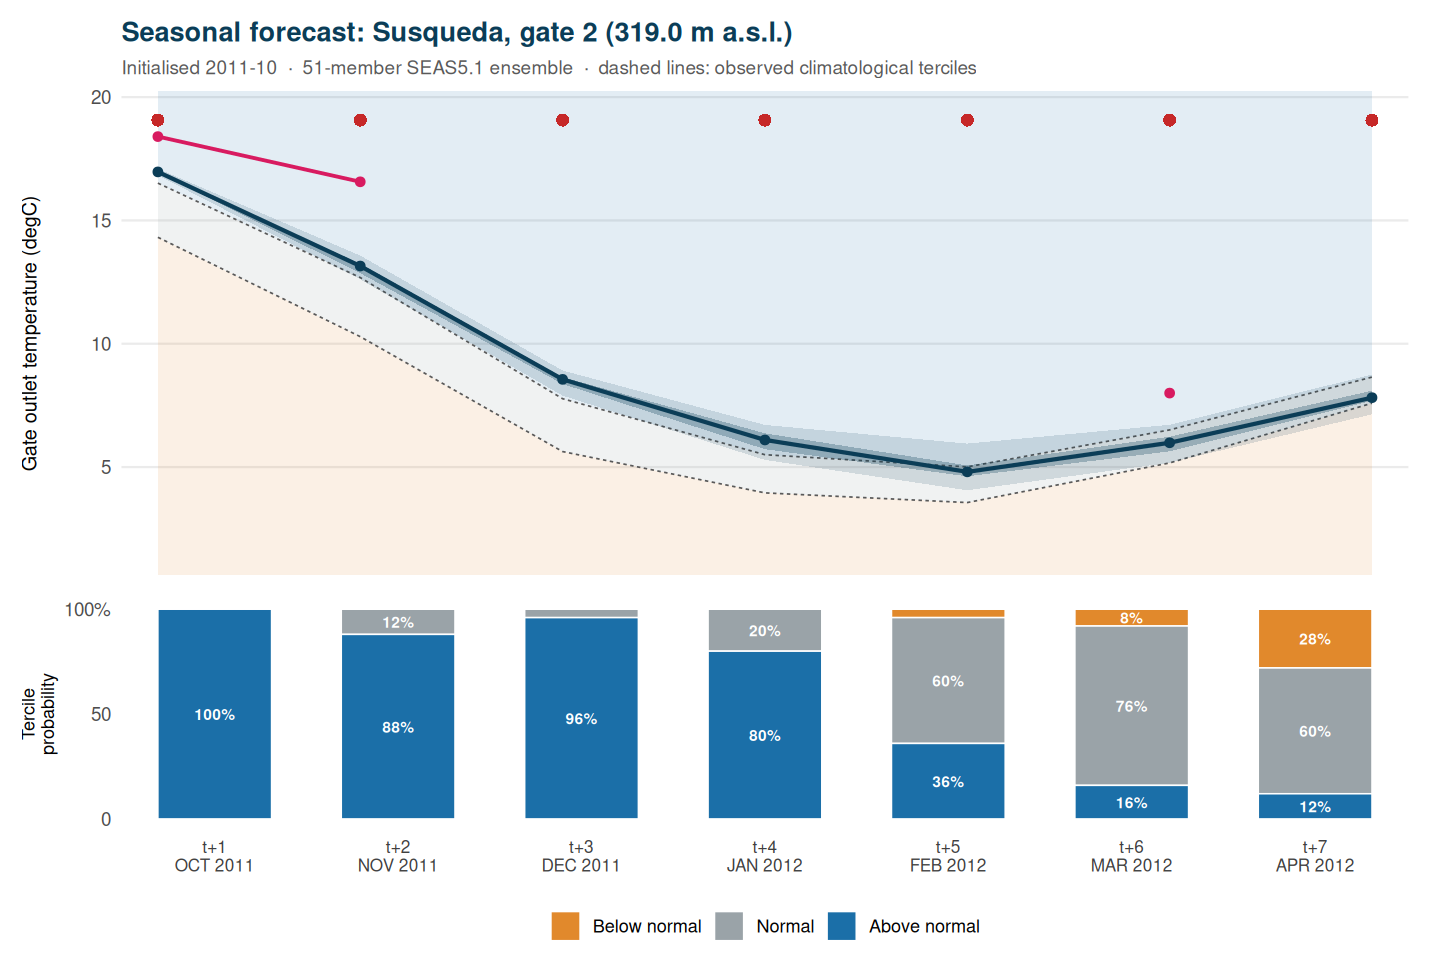 Seasonal forecast: Susqueda, gate 2 (319.0 m a.s.l.)
Initialised 2011-10 · 51-member SEAS5.1 ensemble · dashed lines: observed climatological terciles
Gate outlet temperature (degC)
20
15
10
5
Tercile
probability
100%
50
0
100%
12%
88%
96%
20%
80%
60%
36%
8%
76%
16%
28%
60%
12%
t+1
OCT 2011
t+2
NOV 2011
t+3
DEC 2011
t+4
JAN 2012
t+5
FEB 2012
t+6
MAR 2012
t+7
APR 2012
Below normal
Normal
Above normal